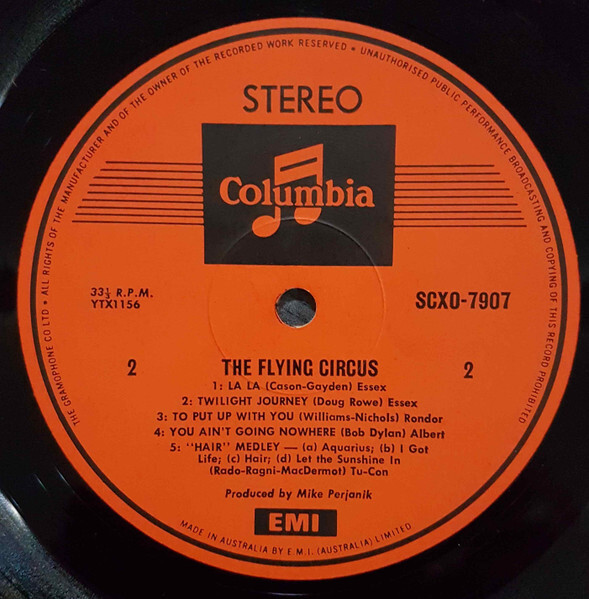 THE GRAMOPHONE CO LTD • ALL RIGHTS OF THE MANUFACTURER AND OF THE OWNER OF THE RECORDED WORK RESERVED • UNAUTHORISED PUBLIC PERFORMANCE BROADCASTING AND COPYING OF THIS RECORD PROHIBITED
STEREO
Columbia
33⅓ R.P.M.
YTX1156
SCXO-7907
2
2
THE FLYING CIRCUS
1: LA LA (Cason-Gayden) Essex
2: TWILIGHT JOURNEY (Doug Rowe) Essex
3: TO PUT UP WITH YOU (Williams-Nichols) Rondor
4: YOU AIN'T GOING NOWHERE (Bob Dylan) Albert
5: "HAIR" MEDLEY — (a) Aquarius; (b) I Got
Life; (c) Hair; (d) Let the Sunshine In
(Rado-Ragni-MacDermot) Tu-Con
Produced by Mike Perjanik
EMI
MADE IN AUSTRALIA BY E.M.I. (AUSTRALIA) LIMITED